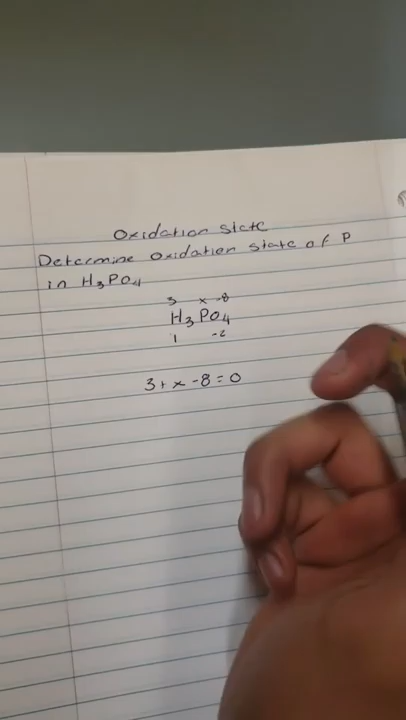 Oxidation state
Determine oxidation state of P
in H₃PO₄
3 x -8
H₃PO₄
1 -2
3 + x - 8 = 0